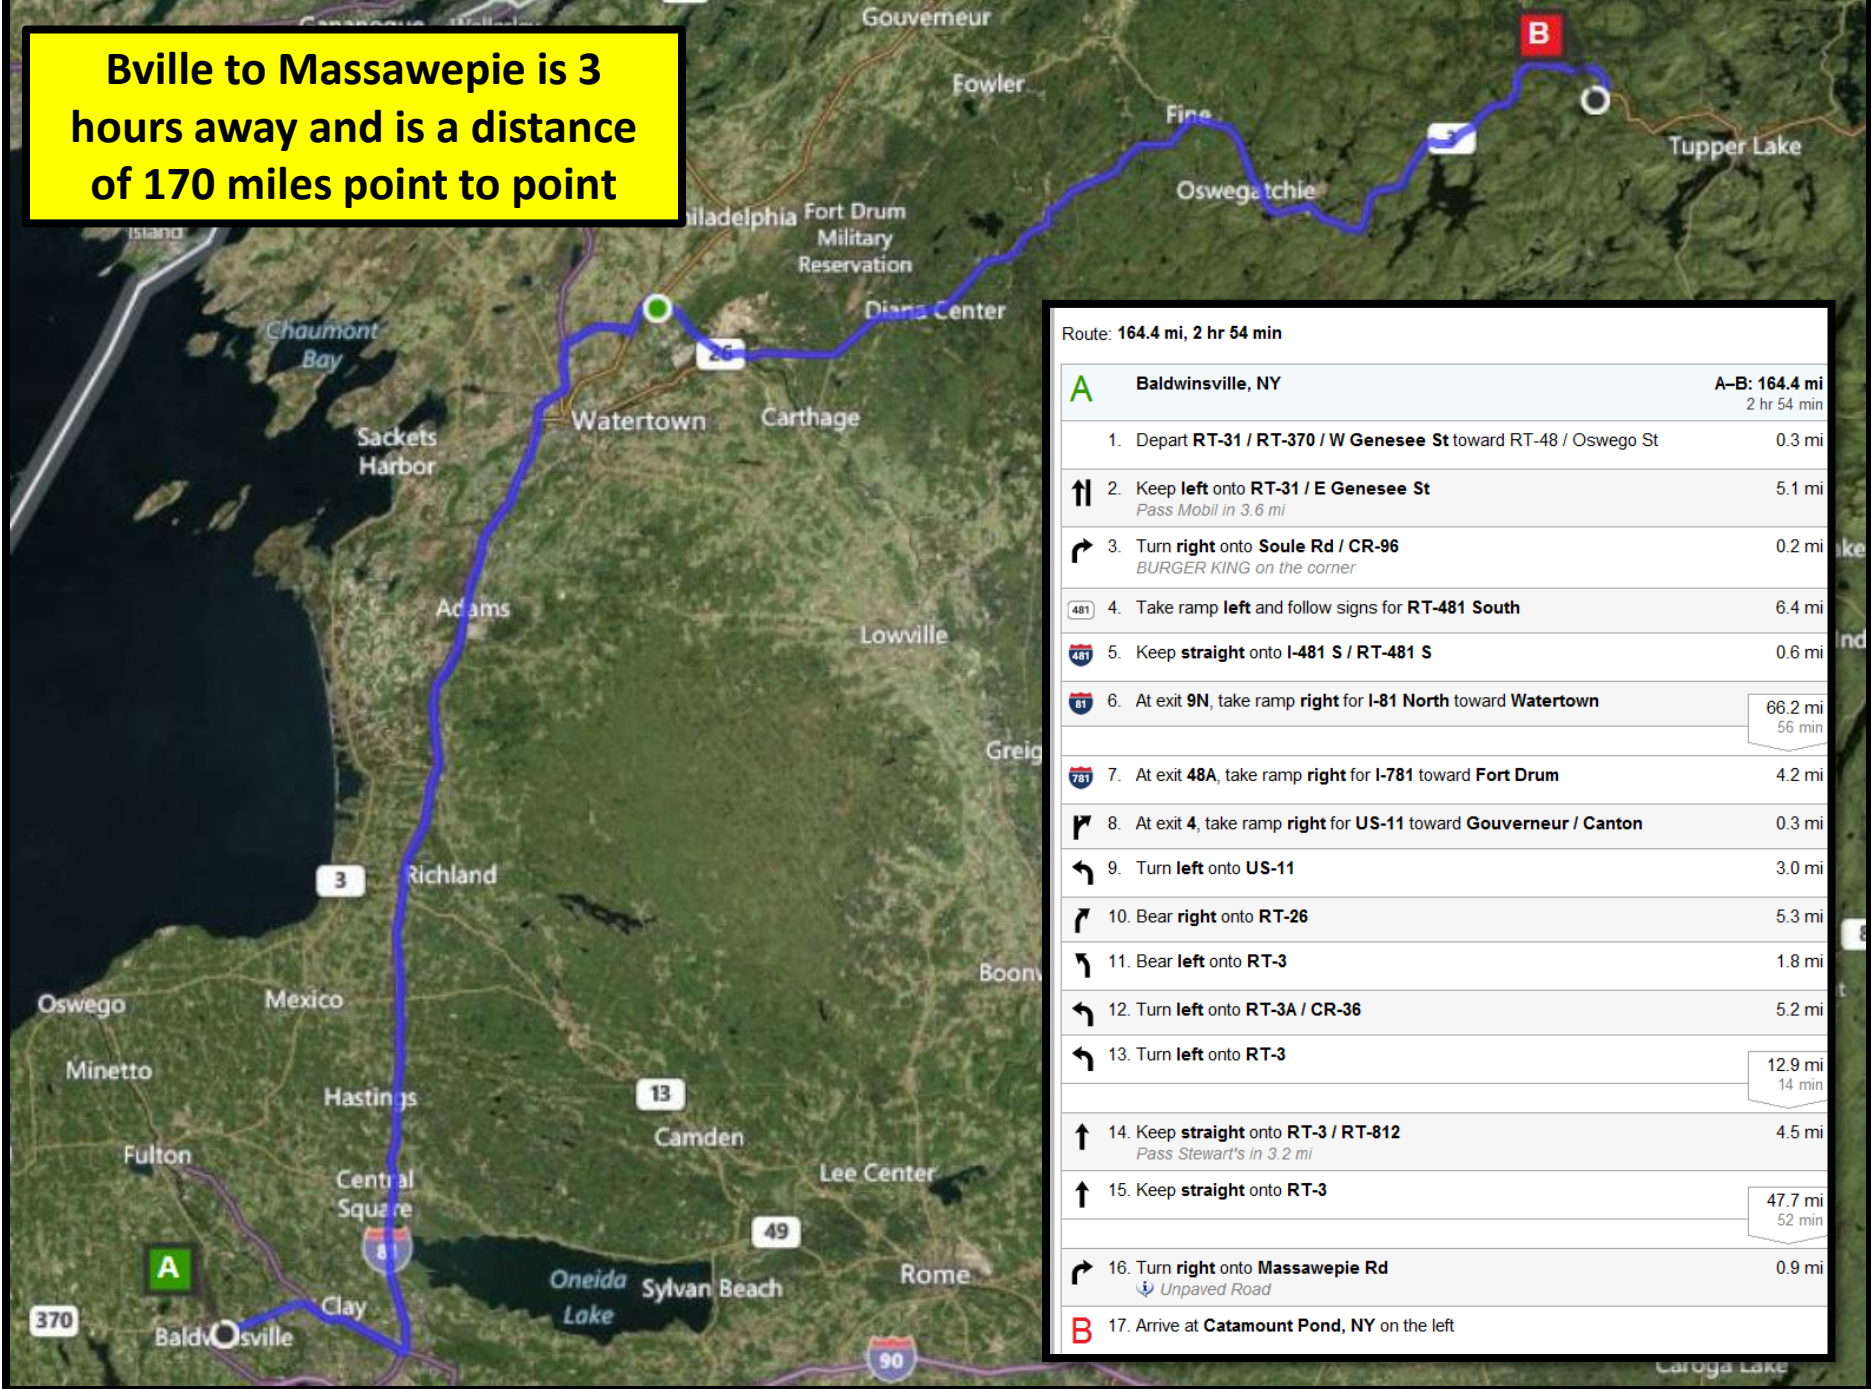 Gouverneur
Bville to Massawepie is 3
hours away and is a distance
of 170 miles point to point
B
Fowler
Fine
3
Tupper Lake
Oswegatchie
Island
Fort Drum
Military
Reservation
Diana Center
Chaumont
Bay
26
Watertown
Carthage
Sackets
Harbor
Adams
Lowville
3
Richland
Oswego
Mexico
Minetto
Hastings
13
Camden
Fulton
Central
Square
Lee Center
81
49
A
Oneida
Lake
Sylvan Beach
Rome
370
Clay
Baldwinsville
90
Caroga Lake
Route: 164.4 mi, 2 hr 54 min
A Baldwinsville, NY A–B: 164.4 mi
2 hr 54 min
1. Depart RT-31 / RT-370 / W Genesee St toward RT-48 / Oswego St 0.3 mi
2. Keep left onto RT-31 / E Genesee St 5.1 mi
Pass Mobil in 3.6 mi
3. Turn right onto Soule Rd / CR-96 0.2 mi
BURGER KING on the corner
481 4. Take ramp left and follow signs for RT-481 South 6.4 mi
481 5. Keep straight onto I-481 S / RT-481 S 0.6 mi
81 6. At exit 9N, take ramp right for I-81 North toward Watertown 66.2 mi
56 min
781 7. At exit 48A, take ramp right for I-781 toward Fort Drum 4.2 mi
8. At exit 4, take ramp right for US-11 toward Gouverneur / Canton 0.3 mi
9. Turn left onto US-11 3.0 mi
10. Bear right onto RT-26 5.3 mi
11. Bear left onto RT-3 1.8 mi
12. Turn left onto RT-3A / CR-36 5.2 mi
13. Turn left onto RT-3 12.9 mi
14 min
14. Keep straight onto RT-3 / RT-812 4.5 mi
Pass Stewart's in 3.2 mi
15. Keep straight onto RT-3 47.7 mi
52 min
16. Turn right onto Massawepie Rd 0.9 mi
Unpaved Road
B 17. Arrive at Catamount Pond, NY on the left